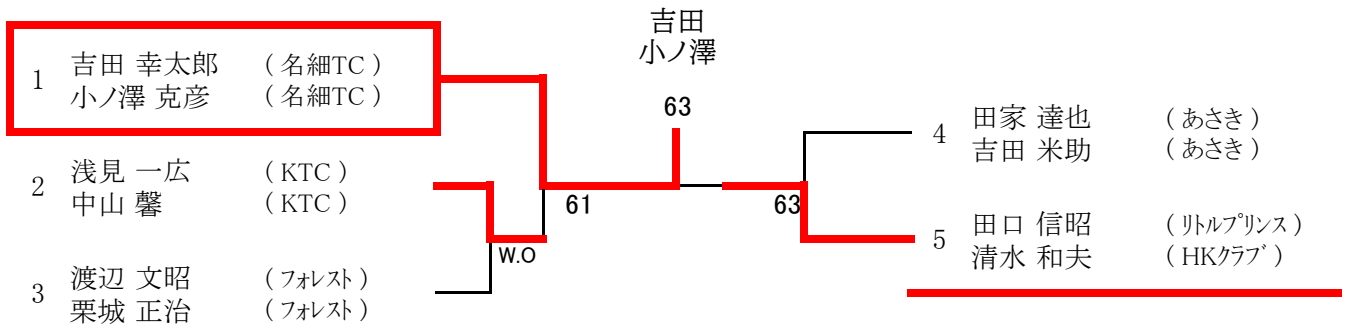 吉田
小ノ澤
1 吉田 幸太郎 (名細TC)
小ノ澤 克彦 (名細TC)
2 浅見 一広 (KTC)
中山 馨 (KTC)
3 渡辺 文昭 (フォレスト)
栗城 正治 (フォレスト)
W.O
61
63
63
4 田家 達也 (あさき)
吉田 米助 (あさき)
5 田口 信昭 (リトルプリンス)
清水 和夫 (HKクラブ)